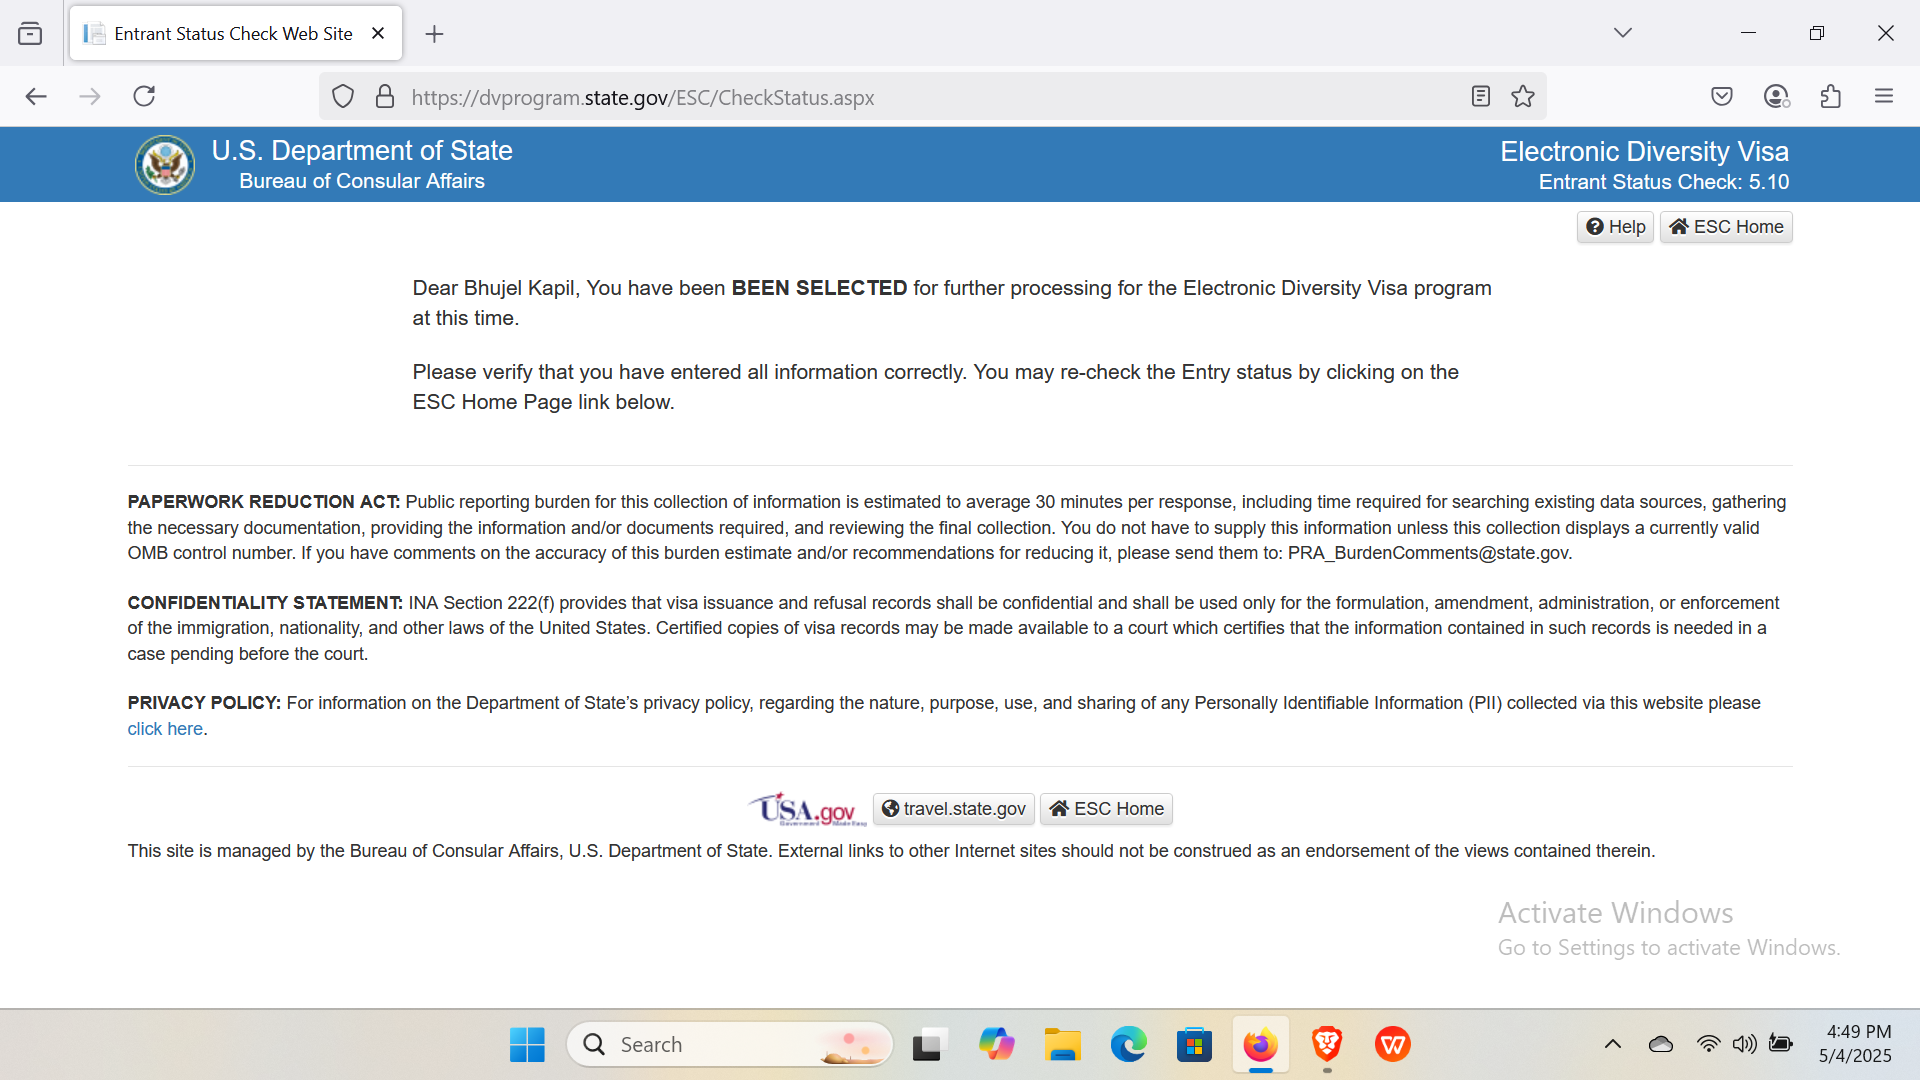 Entrant Status Check Web Site
https://dvprogram.state.gov/ESC/CheckStatus.aspx
U.S. Department of State
Bureau of Consular Affairs
Electronic Diversity Visa
Entrant Status Check: 5.10
Help
ESC Home
Dear Bhujel Kapil, You have been BEEN SELECTED for further processing for the Electronic Diversity Visa program
at this time.
Please verify that you have entered all information correctly. You may re-check the Entry status by clicking on the
ESC Home Page link below.
PAPERWORK REDUCTION ACT: Public reporting burden for this collection of information is estimated to average 30 minutes per response, including time required for searching existing data sources, gathering
the necessary documentation, providing the information and/or documents required, and reviewing the final collection. You do not have to supply this information unless this collection displays a currently valid
OMB control number. If you have comments on the accuracy of this burden estimate and/or recommendations for reducing it, please send them to: PRA_BurdenComments@state.gov.
CONFIDENTIALITY STATEMENT: INA Section 222(f) provides that visa issuance and refusal records shall be confidential and shall be used only for the formulation, amendment, administration, or enforcement
of the immigration, nationality, and other laws of the United States. Certified copies of visa records may be made available to a court which certifies that the information contained in such records is needed in a
case pending before the court.
PRIVACY POLICY: For information on the Department of State's privacy policy, regarding the nature, purpose, use, and sharing of any Personally Identifiable Information (PII) collected via this website please
click here.
USA.gov
Government Made Easy
travel.state.gov
ESC Home
This site is managed by the Bureau of Consular Affairs, U.S. Department of State. External links to other Internet sites should not be construed as an endorsement of the views contained therein.
Activate Windows
Go to Settings to activate Windows.
Search
4:49 PM
5/4/2025